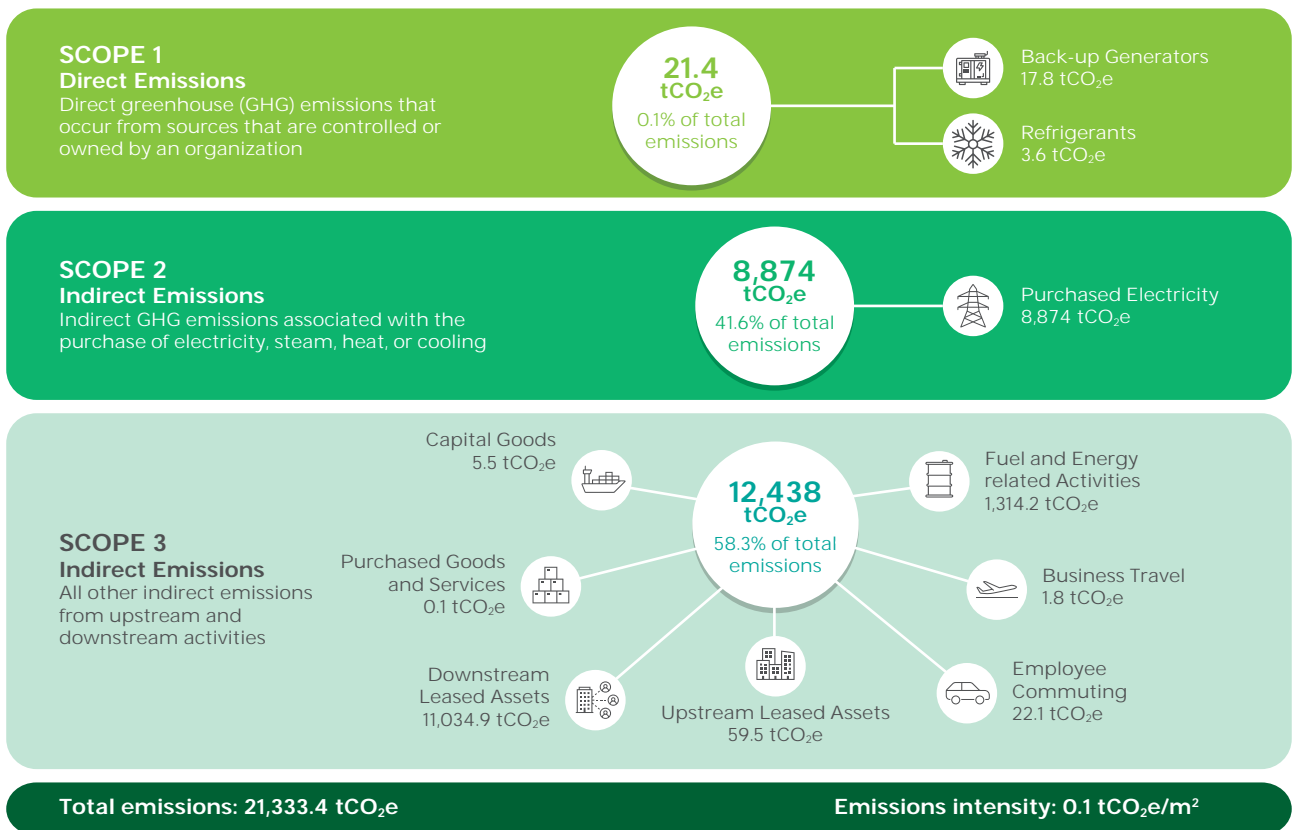 SCOPE 1
Direct Emissions
Direct greenhouse (GHG) emissions that
occur from sources that are controlled or
owned by an organization
21.4
tCO₂e
0.1% of total
emissions
Back-up Generators
17.8 tCO₂e
Refrigerants
3.6 tCO₂e
SCOPE 2
Indirect Emissions
Indirect GHG emissions associated with the
purchase of electricity, steam, heat, or cooling
8,874
tCO₂e
41.6% of total
emissions
Purchased Electricity
8,874 tCO₂e
SCOPE 3
Indirect Emissions
All other indirect emissions
from upstream and
downstream activities
12,438
tCO₂e
58.3% of total
emissions
Capital Goods
5.5 tCO₂e
Purchased Goods
and Services
0.1 tCO₂e
Downstream
Leased Assets
11,034.9 tCO₂e
Upstream Leased Assets
59.5 tCO₂e
Fuel and Energy
related Activities
1,314.2 tCO₂e
Business Travel
1.8 tCO₂e
Employee
Commuting
22.1 tCO₂e
Total emissions: 21,333.4 tCO₂e
Emissions intensity: 0.1 tCO₂e/m²